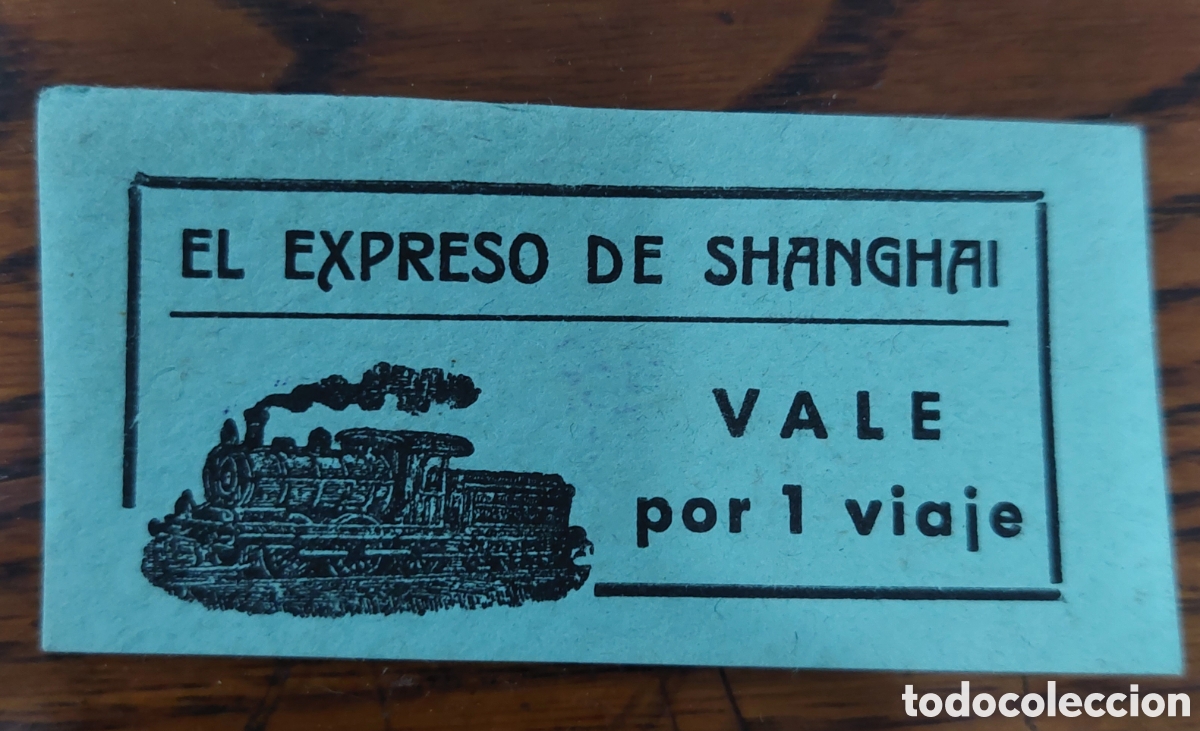 EL EXPRESO DE SHANGHAI
VALE
por 1 viaje
todocoleccion